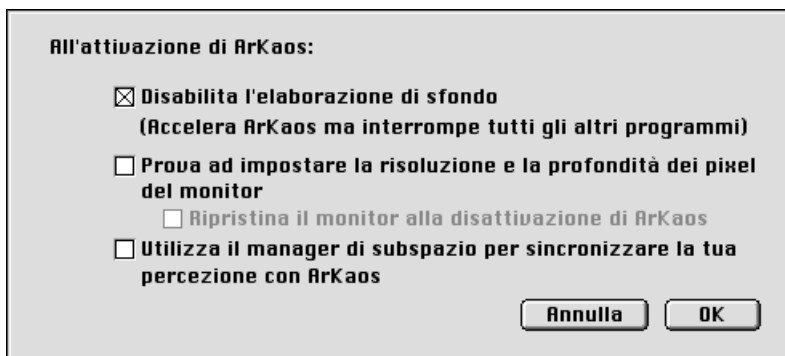 All'attivazione di ArKaos:
Disabilita l'elaborazione di sfondo
(Accelera ArKaos ma interrompe tutti gli altri programmi)
Prova ad impostare la risoluzione e la profondità dei pixel
del monitor
Ripristina il monitor alla disattivazione di ArKaos
Utilizza il manager di subspazio per sincronizzare la tua
percezione con ArKaos
Annulla OK